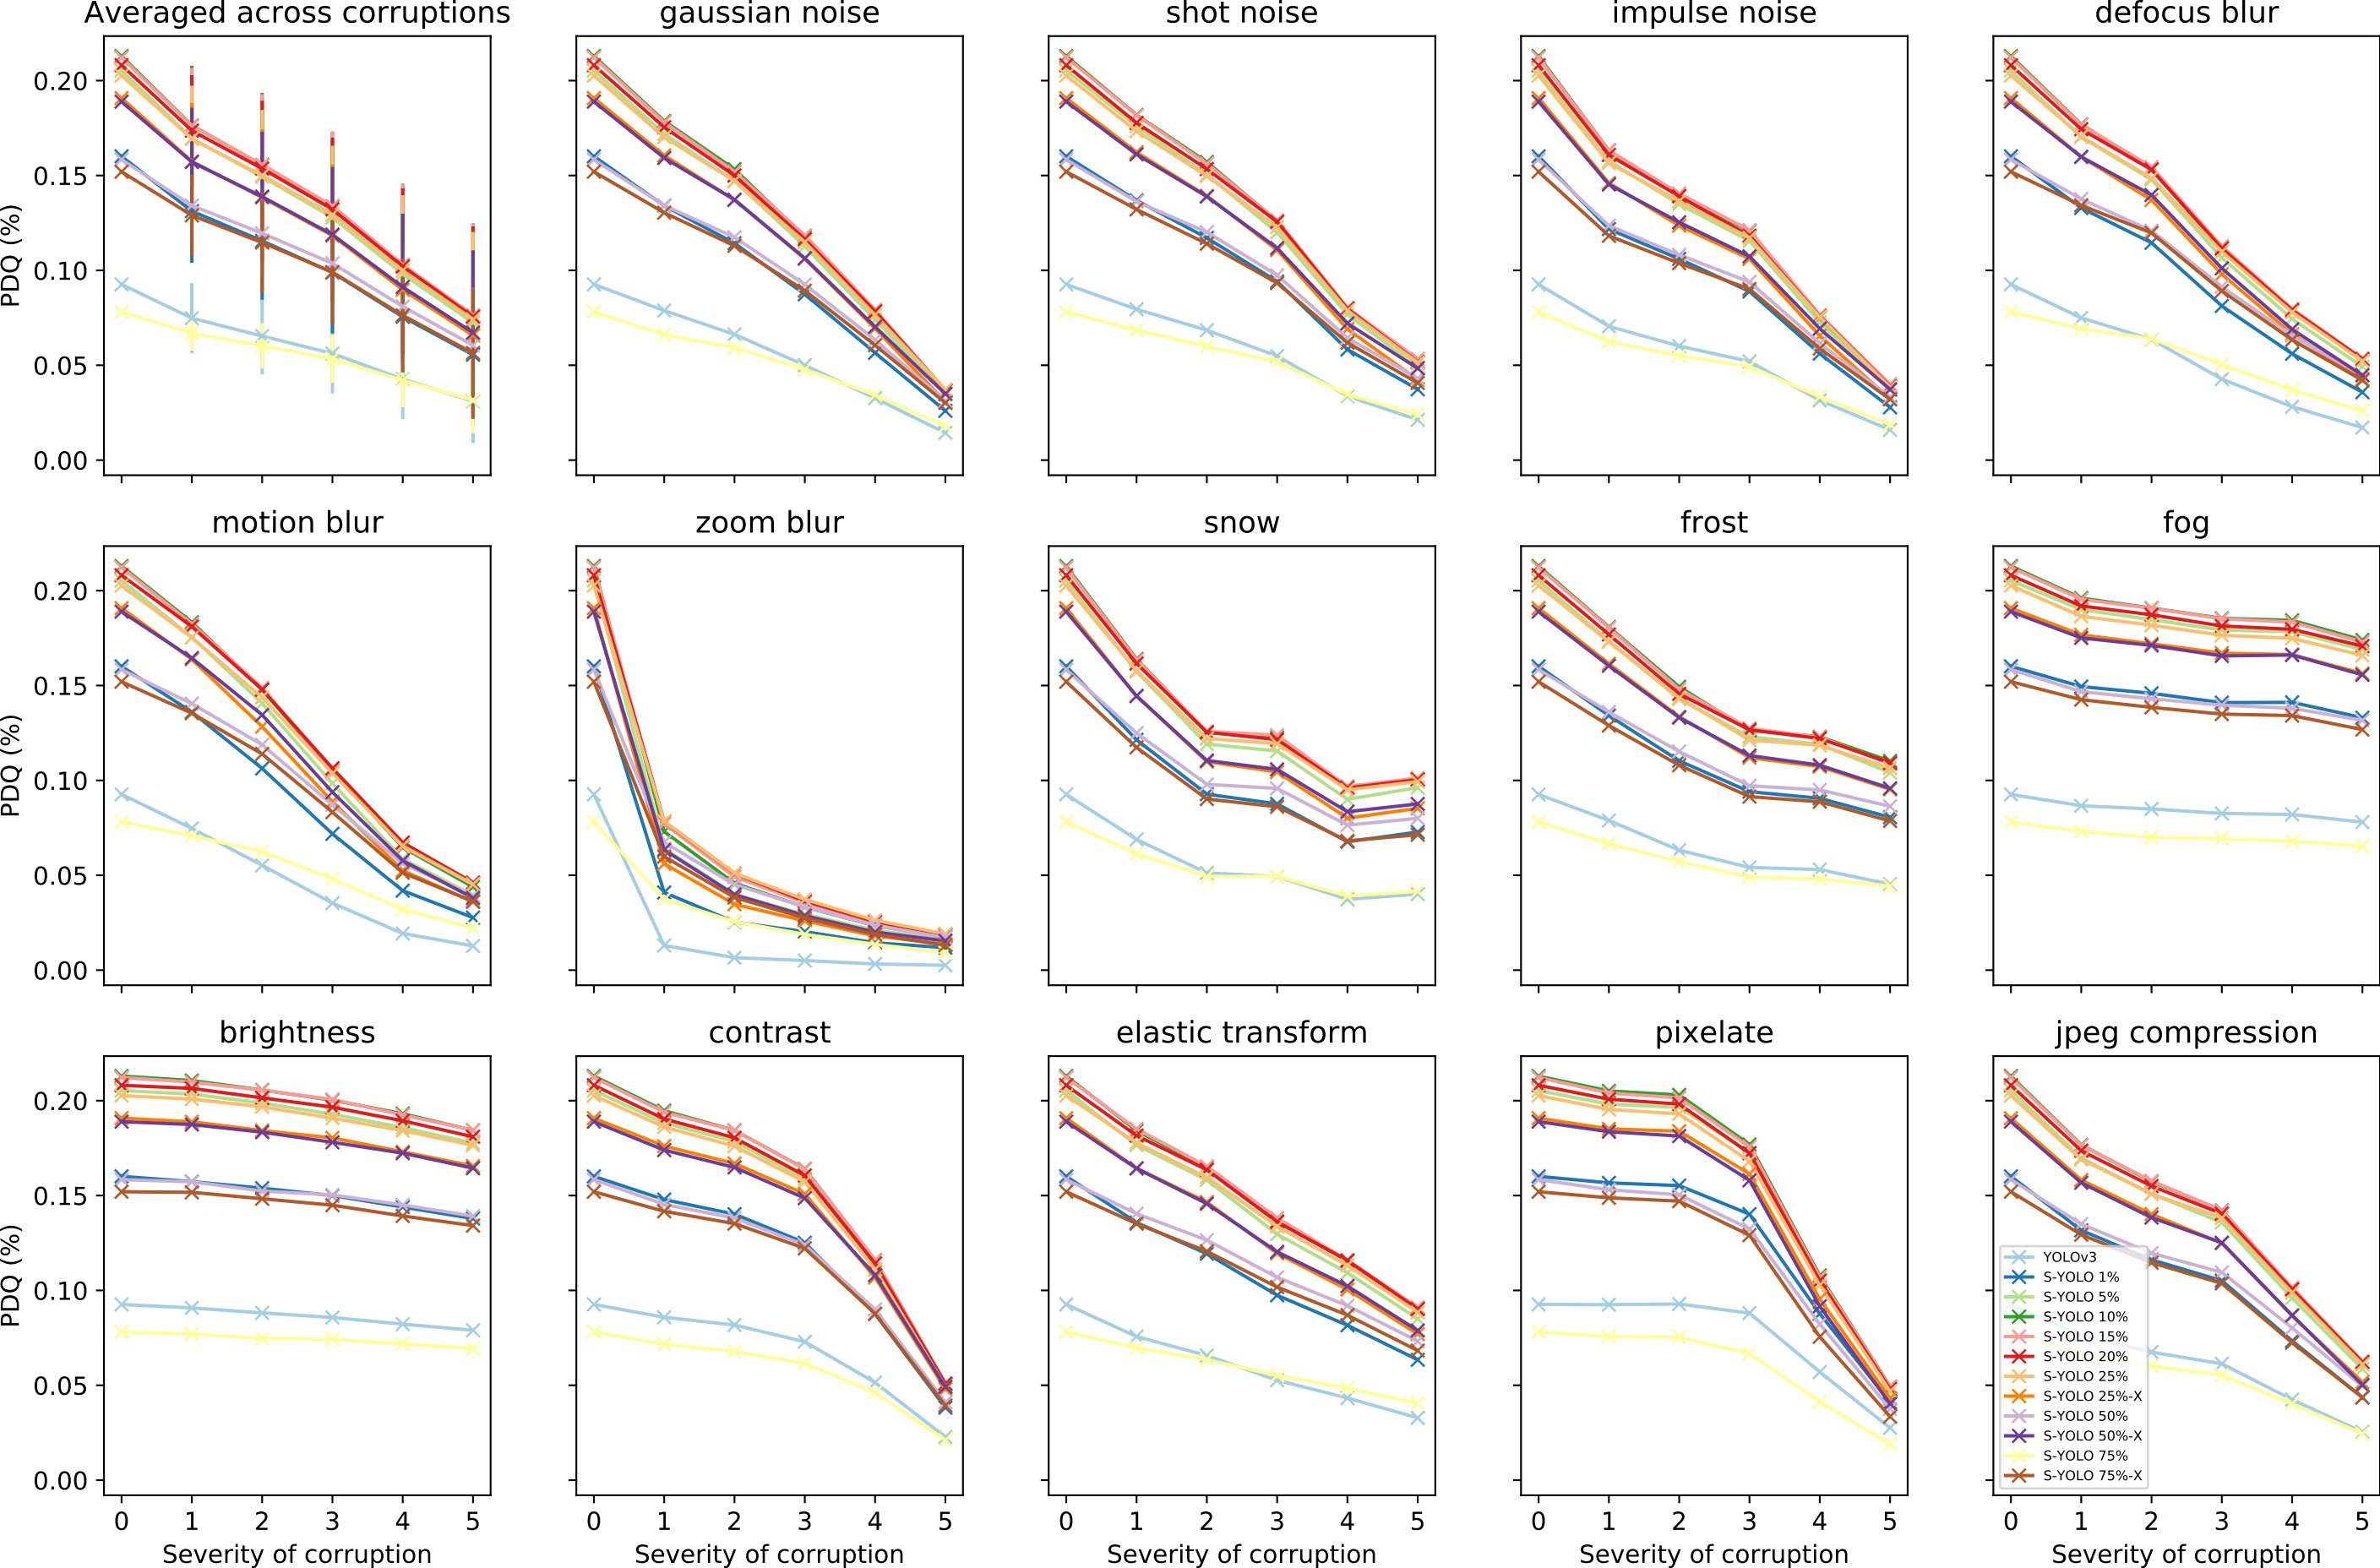 Averaged across corruptions
gaussian noise
shot noise
impulse noise
defocus blur
PDQ (%)
0.20
0.15
0.10
0.05
0.00
motion blur
zoom blur
snow
frost
fog
PDQ (%)
0.20
0.15
0.10
0.05
0.00
brightness
contrast
elastic transform
pixelate
jpeg compression
PDQ (%)
0.20
0.15
0.10
0.05
0.00
YOLOv3
S-YOLO 1%
S-YOLO 5%
S-YOLO 10%
S-YOLO 15%
S-YOLO 20%
S-YOLO 25%
S-YOLO 25%-X
S-YOLO 50%
S-YOLO 50%-X
S-YOLO 75%
S-YOLO 75%-X
0 1 2 3 4 5
0 1 2 3 4 5
0 1 2 3 4 5
0 1 2 3 4 5
0 1 2 3 4 5
Severity of corruption
Severity of corruption
Severity of corruption
Severity of corruption
Severity of corruption